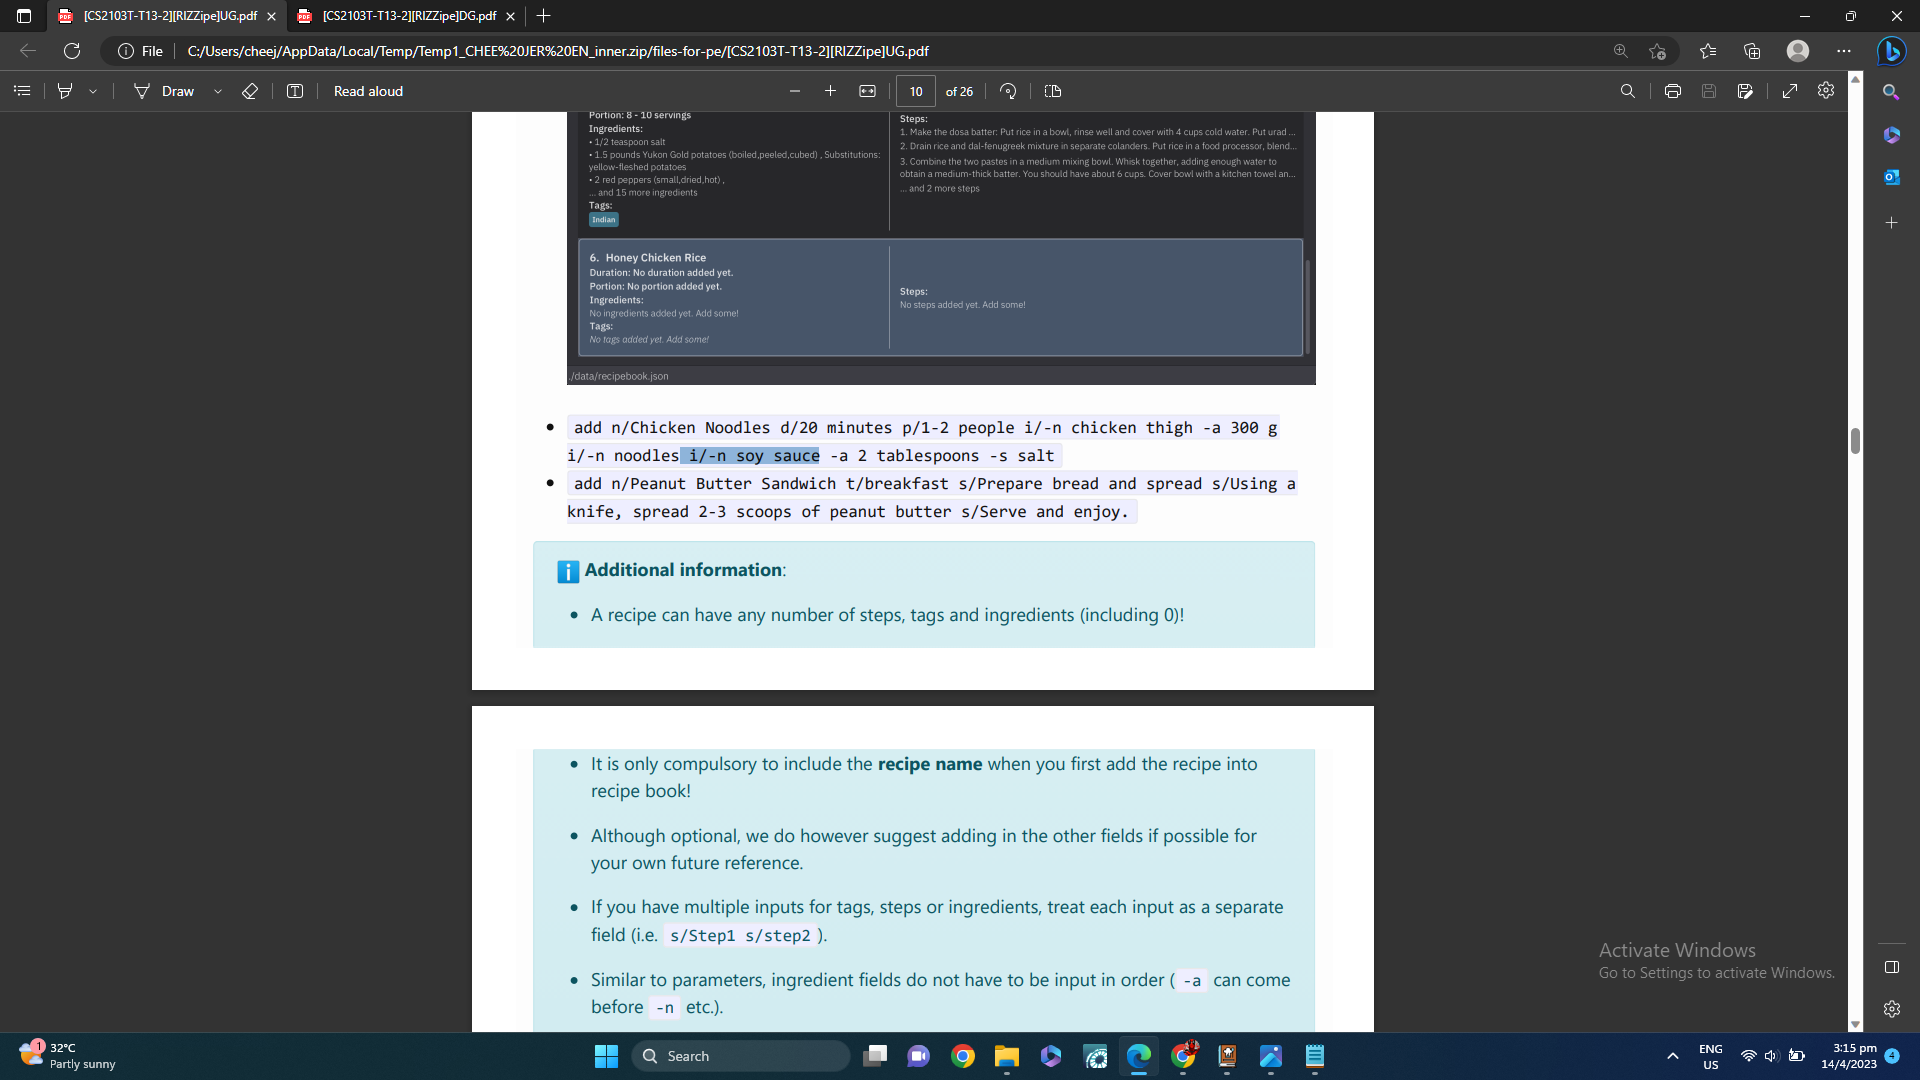 [CS2103T-T13-2][RIZZipe]UG.pdf
[CS2103T-T13-2][RIZZipe]DG.pdf
File
C:/Users/cheej/AppData/Local/Temp/Temp1_CHEE%20JER%20EN_inner.zip/files-for-pe/[CS2103T-T13-2][RIZZipe]UG.pdf
Draw
Read aloud
10 of 26
Portion: 8 - 10 servings
Ingredients:
• 1/2 teaspoon salt
• 1.5 pounds Yukon Gold potatoes (boiled,peeled,cubed) , Substitutions:
yellow-fleshed potatoes
• 2 red peppers (small,dried,hot) ,
... and 15 more ingredients
Tags:
Indian
Steps:
1. Make the dosa batter: Put rice in a bowl, rinse well and cover with 4 cups cold water. Put urad ...
2. Drain rice and dal-fenugreek mixture in separate colanders. Put rice in a food processor, blend...
3. Combine the two pastes in a medium mixing bowl. Whisk together, adding enough water to
obtain a medium-thick batter. You should have about 6 cups. Cover bowl with a kitchen towel an...
... and 2 more steps
6. Honey Chicken Rice
Duration: No duration added yet.
Portion: No portion added yet.
Ingredients:
No ingredients added yet. Add some!
Tags:
No tags added yet. Add some!
Steps:
No steps added yet. Add some!
./data/recipebook.json
• add n/Chicken Noodles d/20 minutes p/1-2 people i/-n chicken thigh -a 300 g
i/-n noodles i/-n soy sauce -a 2 tablespoons -s salt
• add n/Peanut Butter Sandwich t/breakfast s/Prepare bread and spread s/Using a
knife, spread 2-3 scoops of peanut butter s/Serve and enjoy.
Additional information:
• A recipe can have any number of steps, tags and ingredients (including 0)!
• It is only compulsory to include the recipe name when you first add the recipe into
recipe book!
• Although optional, we do however suggest adding in the other fields if possible for
your own future reference.
• If you have multiple inputs for tags, steps or ingredients, treat each input as a separate
field (i.e. s/Step1 s/step2 ).
• Similar to parameters, ingredient fields do not have to be input in order ( -a can come
before -n etc.).
Activate Windows
Go to Settings to activate Windows.
1
32°C
Partly sunny
Search
ENG
US
3:15 pm
14/4/2023
4